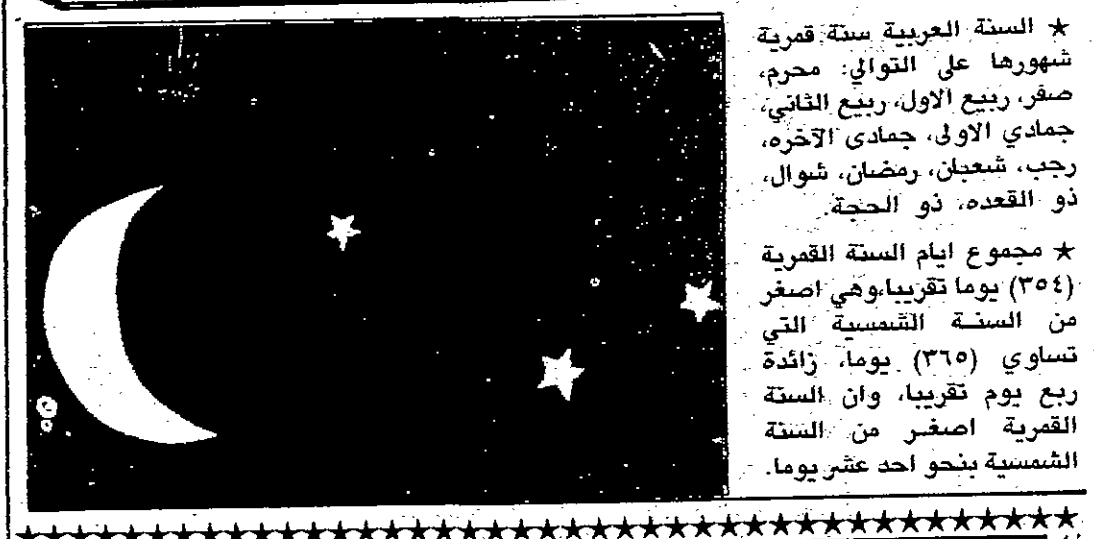 ★ السنة العربية سنة قمرية
شهورها على التوالي: محرم،
صفر، ربيع الاول، ربيع الثاني،
جمادي الاولى، جمادى الآخره،
رجب، شعبان، رمضان، شوال،
ذو القعده، ذو الحجة.
★ مجموع ايام السنة القمرية
(٣٥٤) يوما تقريبا، وهي اصغر
من السنة الشمسية التي
تساوي (٣٦٥) يوما، زائدة
ربع يوم تقريبا، وان السنة
القمرية اصغر من السنة
الشمسية بنحو احد عشر يوما.